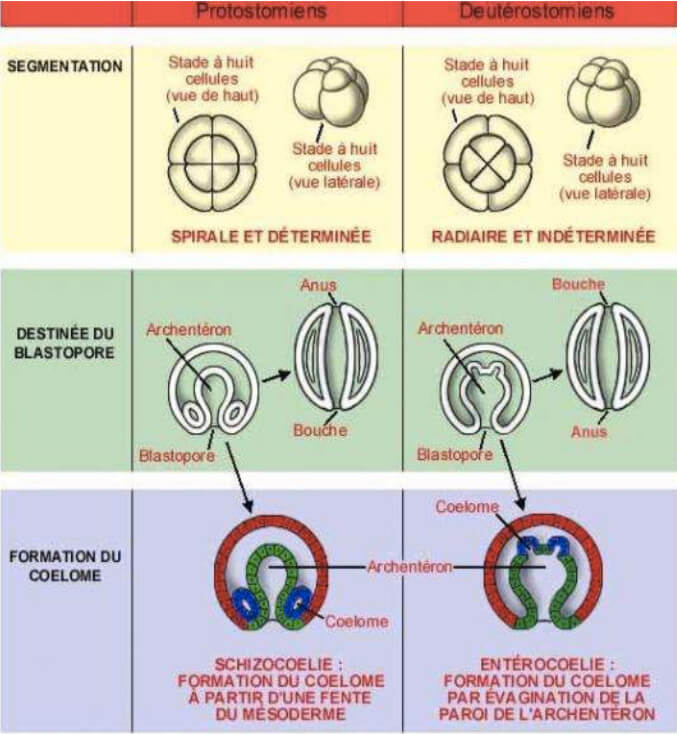 Protostomiens
Deutérostomiens
SEGMENTATION
Stade à huit
cellules
(vue de haut)
Stade à huit
cellules
(vue latérale)
SPIRALE ET DÉTERMINÉE
Stade à huit
cellules
(vue de haut)
Stade à huit
cellules
(vue latérale)
RADIAIRE ET INDÉTERMINÉE
DESTINÉE DU
BLASTOPORE
Archentéron
Anus
Blastopore
Bouche
Archentéron
Bouche
Blastopore
Anus
FORMATION DU
COELOME
Archentéron
Coelome
Coelome
SCHIZOCOELIE :
FORMATION DU COELOME
À PARTIR D'UNE FENTE
DU MÉSODERME
ENTÉROCOELIE :
FORMATION DU COELOME
PAR ÉVAGINATION DE LA
PAROI DE L'ARCHENTÉRON